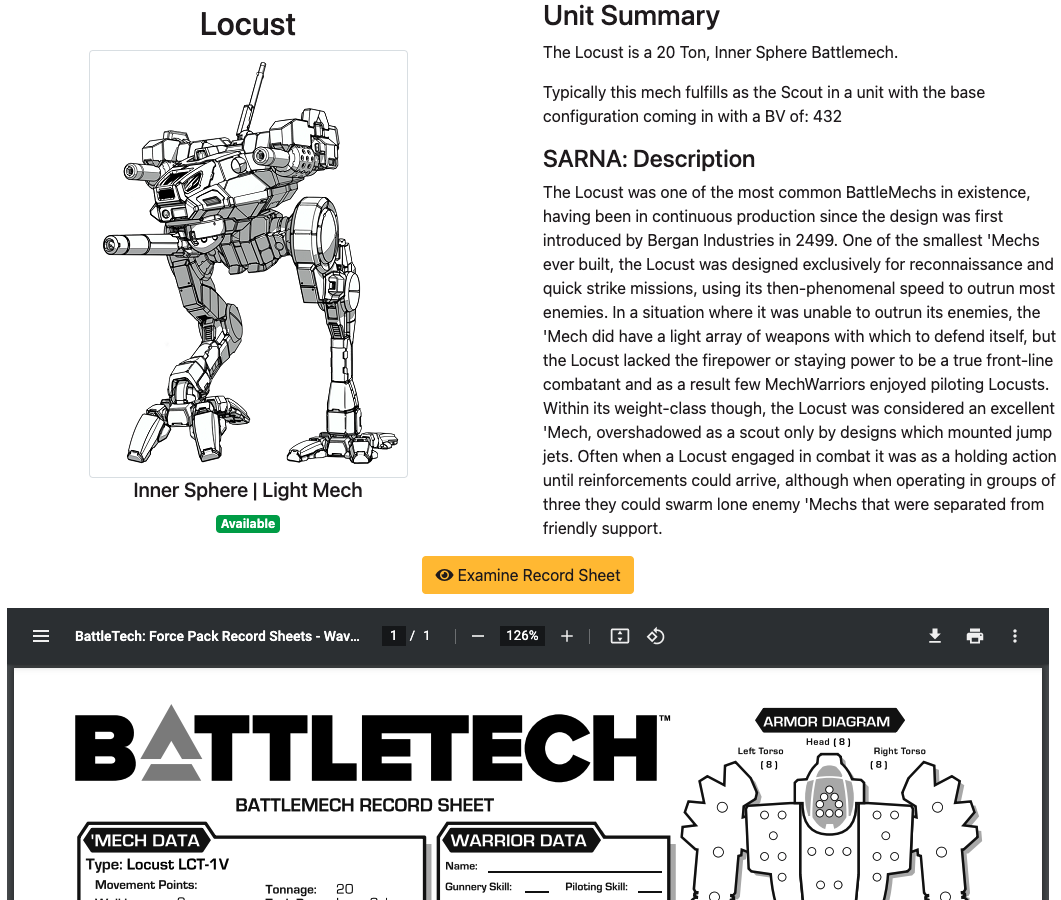 Locust
Inner Sphere | Light Mech
Available
Unit Summary
The Locust is a 20 Ton, Inner Sphere Battlemech.
Typically this mech fulfills as the Scout in a unit with the base
configuration coming in with a BV of: 432
SARNA: Description
The Locust was one of the most common BattleMechs in existence,
having been in continuous production since the design was first
introduced by Bergan Industries in 2499. One of the smallest 'Mechs
ever built, the Locust was designed exclusively for reconnaissance and
quick strike missions, using its then-phenomenal speed to outrun most
enemies. In a situation where it was unable to outrun its enemies, the
'Mech did have a light array of weapons with which to defend itself, but
the Locust lacked the firepower or staying power to be a true front-line
combatant and as a result few MechWarriors enjoyed piloting Locusts.
Within its weight-class though, the Locust was considered an excellent
'Mech, overshadowed as a scout only by designs which mounted jump
jets. Often when a Locust engaged in combat it was as a holding action
until reinforcements could arrive, although when operating in groups of
three they could swarm lone enemy 'Mechs that were separated from
friendly support.
Examine Record Sheet
BattleTech: Force Pack Record Sheets - Wav... 1 / 1 126%
BATTLETECH™
BATTLEMECH RECORD SHEET
'MECH DATA
Type: Locust LCT-1V
Movement Points:
Tonnage: 20
WARRIOR DATA
Name:
Gunnery Skill: Piloting Skill:
ARMOR DIAGRAM
Head (8)
Left Torso
(8)
Right Torso
(8)